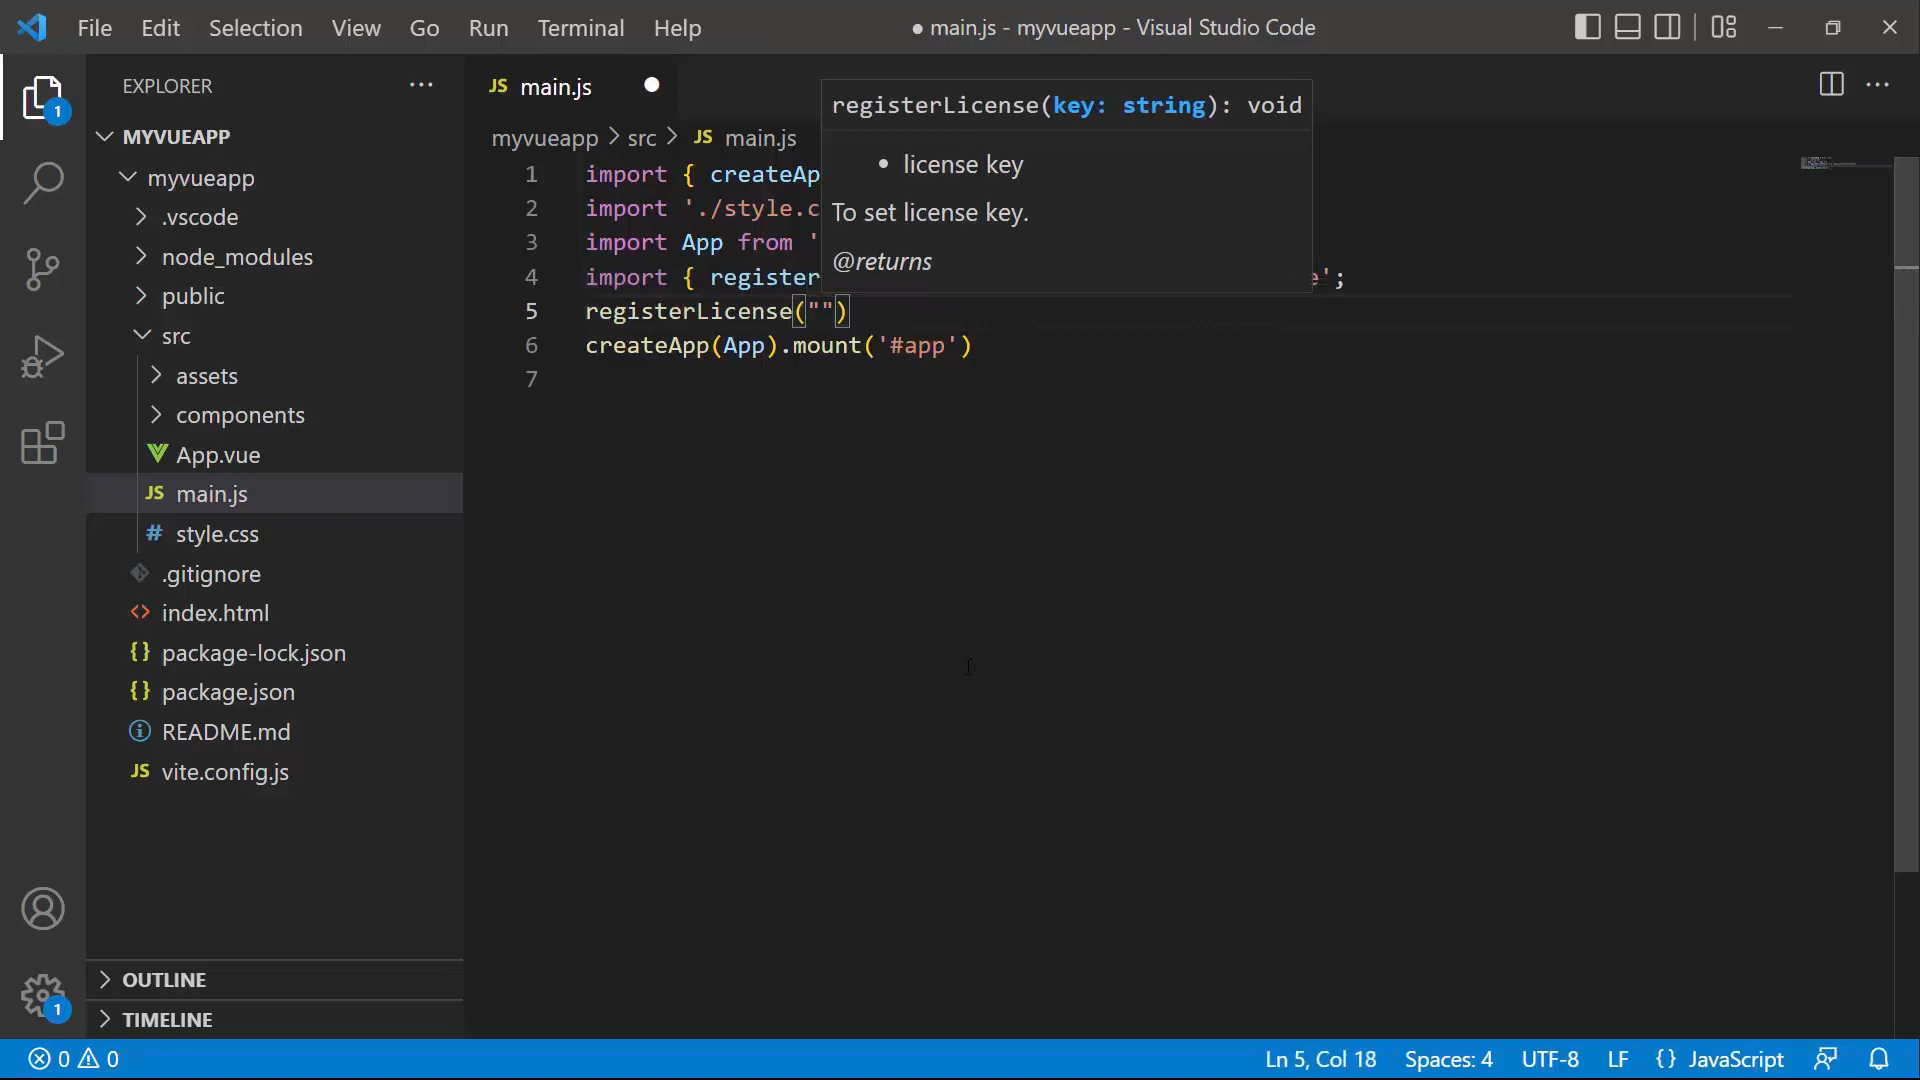 File Edit Selection View Go Run Terminal Help
● main.js - myvueapp - Visual Studio Code
EXPLORER
MYVUEAPP
myvueapp
.vscode
node_modules
public
src
assets
components
App.vue
main.js
style.css
.gitignore
index.html
package-lock.json
package.json
README.md
vite.config.js
OUTLINE
TIMELINE
1
1
JS main.js
myvueapp > src > JS main.js
registerLicense(key: string): void
• license key
To set license key.
@returns
1 import { createAp
2 import './style.c
3 import App from '
4 import { register e';
5 registerLicense("")
6 createApp(App).mount('#app')
7
0 0
Ln 5, Col 18 Spaces: 4 UTF-8 LF {} JavaScript